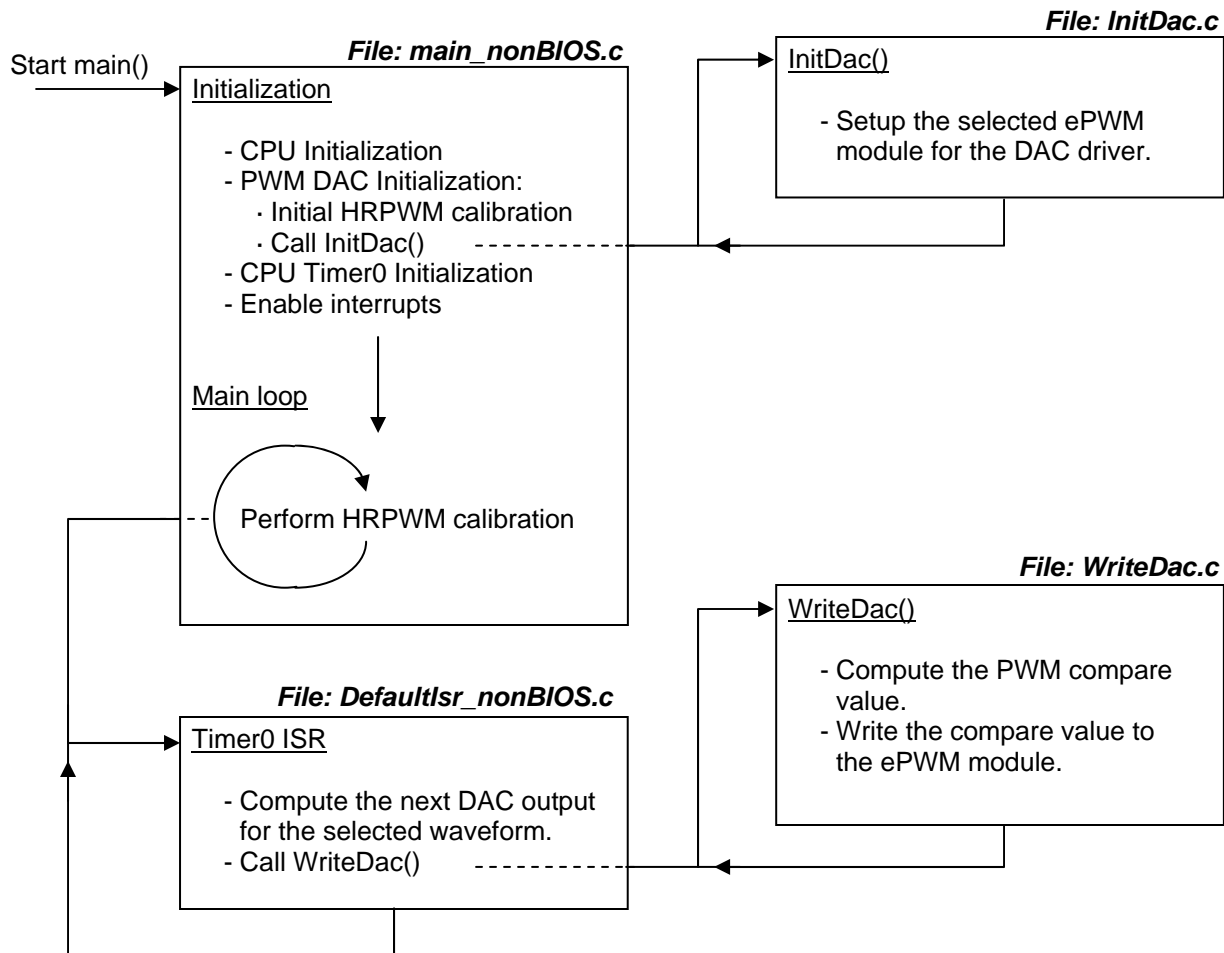 File: InitDac.c
File: main_nonBIOS.c
Start main()
Initialization
- CPU Initialization
- PWM DAC Initialization:
· Initial HRPWM calibration
· Call InitDac()
- CPU Timer0 Initialization
- Enable interrupts
InitDac()
- Setup the selected ePWM
module for the DAC driver.
Main loop
Perform HRPWM calibration
File: WriteDac.c
WriteDac()
- Compute the PWM compare
value.
- Write the compare value to
the ePWM module.
File: DefaultIsr_nonBIOS.c
Timer0 ISR
- Compute the next DAC output
for the selected waveform.
- Call WriteDac()